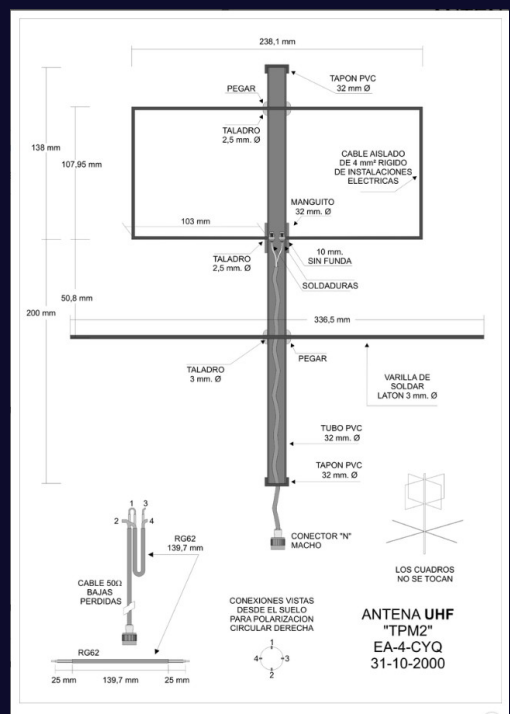 238,1 mm
TAPON PVC
32 mm Ø
PEGAR
TALADRO
2,5 mm. Ø
138 mm
107,95 mm
CABLE AISLADO
DE 4 mm² RIGIDO
DE INSTALACIONES
ELECTRICAS
MANGUITO
32 mm. Ø
103 mm
TALADRO
2,5 mm. Ø
10 mm.
SIN FUNDA
SOLDADURAS
50,8 mm
200 mm
336,5 mm
TALADRO
3 mm. Ø
PEGAR
VARILLA DE
SOLDAR
LATON 3 mm. Ø
TUBO PVC
32 mm. Ø
TAPON PVC
32 mm. Ø
1 3
2 4
RG62
139,7 mm
CONECTOR "N"
MACHO
CABLE 50Ω
BAJAS
PERDIDAS
LOS CUADROS
NO SE TOCAN
CONEXIONES VISTAS
DESDE EL SUELO
PARA POLARIZACION
CIRCULAR DERECHA
1
4 3
2
RG62
25 mm 139,7 mm 25 mm
ANTENA UHF
"TPM2"
EA-4-CYQ
31-10-2000